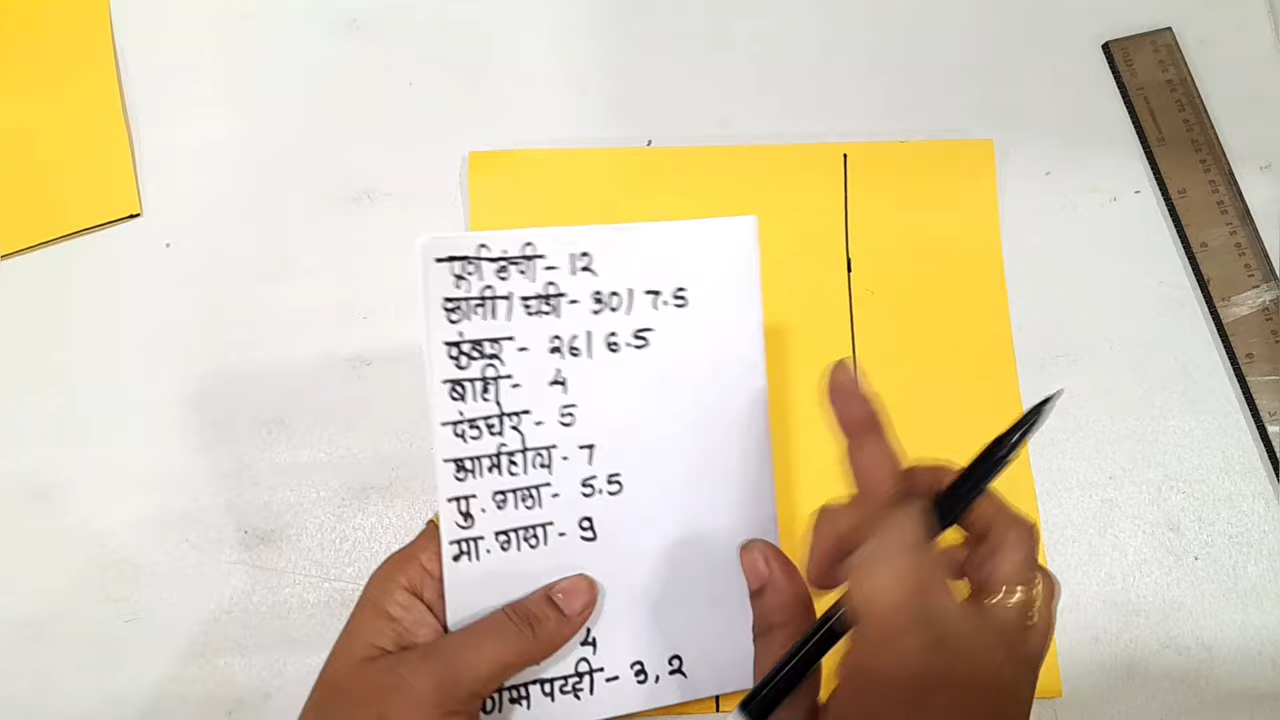 पूर्ण उंची - 12
छाती / घडी - 30 / 7.5
कंबर - 26 / 6.5
बाही - 4
दंडघेर - 5
आर्महोल - 7
पु. गळा - 5.5
मा. गळा - 9
4
पट्टी - 3, 2